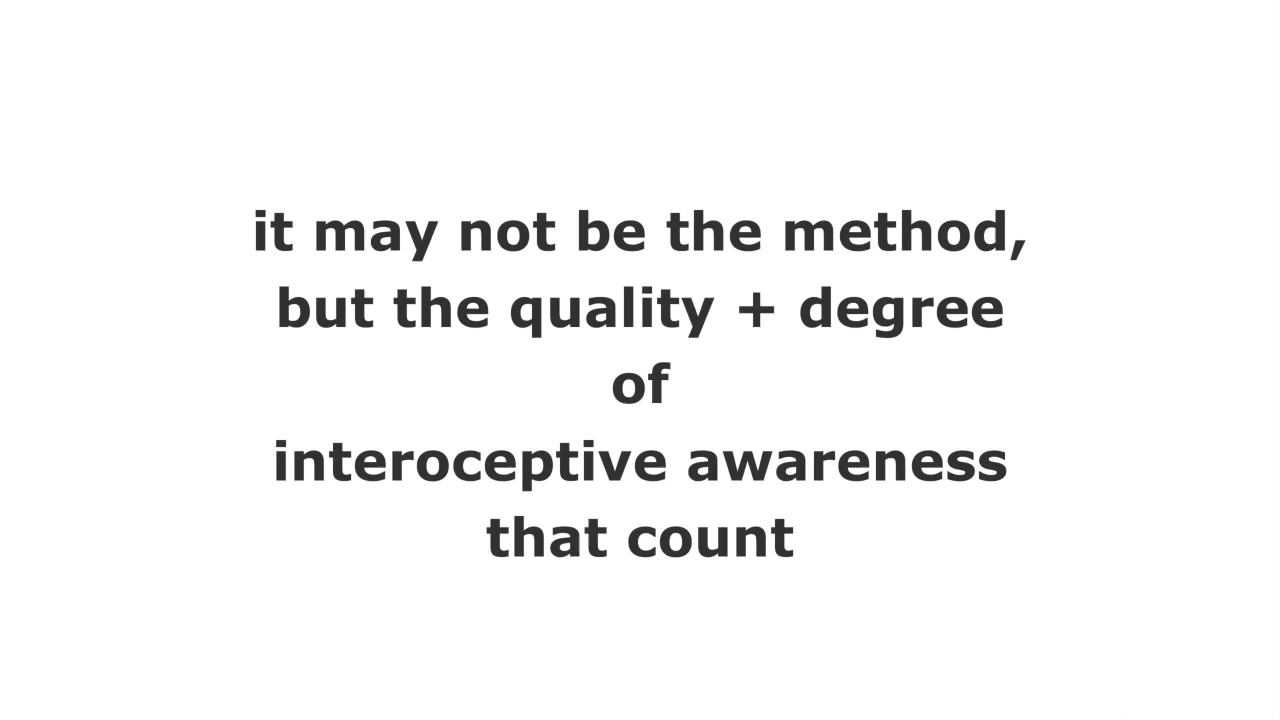 it may not be the method,
but the quality + degree
of
interoceptive awareness
that count